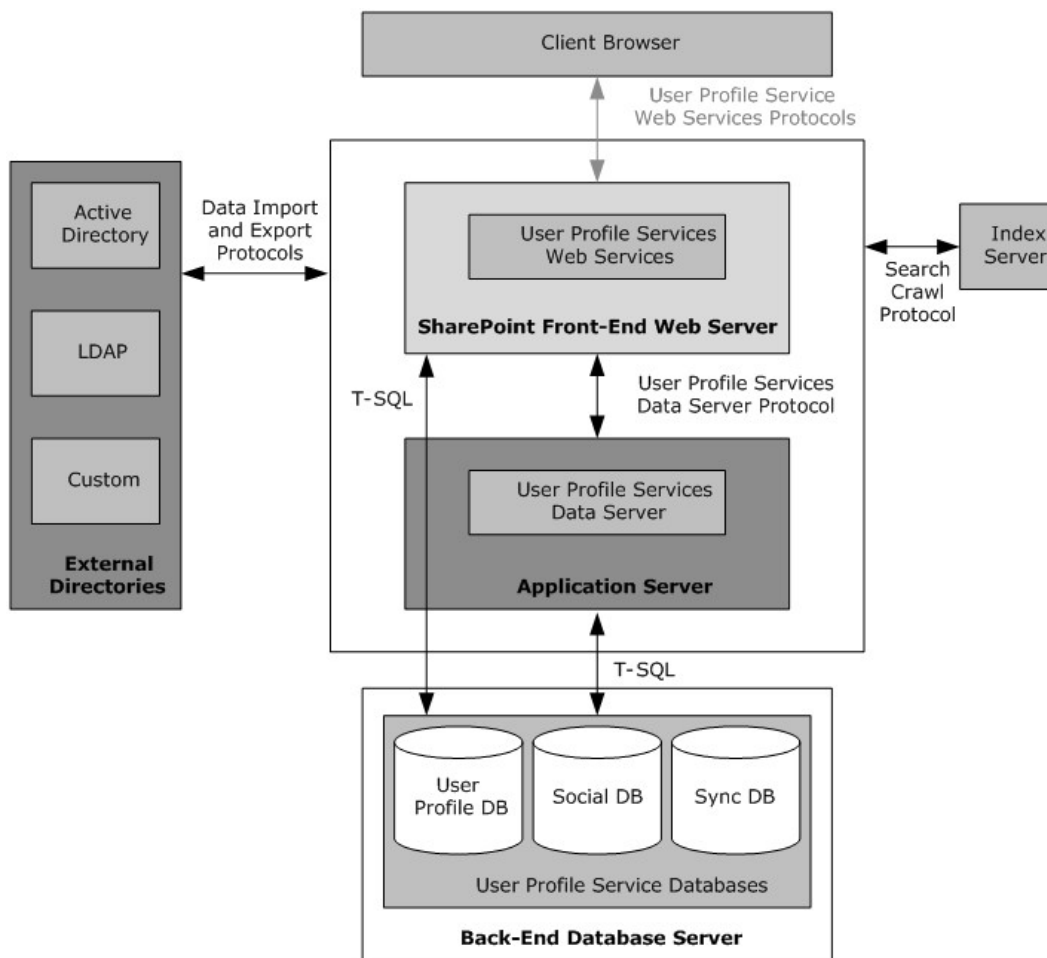 Client Browser
User Profile Service
Web Services Protocols
Active
Directory
LDAP
Custom
External
Directories
Data Import
and Export
Protocols
User Profile Services
Web Services
SharePoint Front-End Web Server
Index
Server
Search
Crawl
Protocol
T-SQL
User Profile Services
Data Server Protocol
User Profile Services
Data Server
Application Server
T-SQL
User
Profile DB
Social DB
Sync DB
User Profile Service Databases
Back-End Database Server